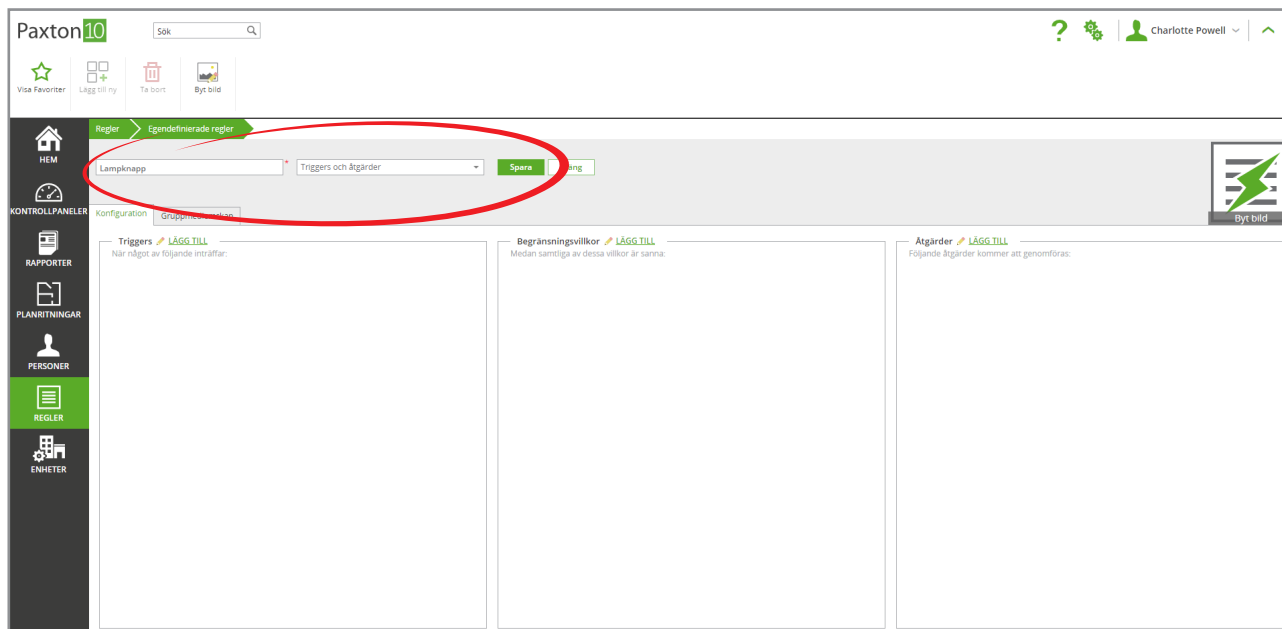 Paxton 10
Sök
Charlotte Powell
Visa Favoriter
Lägg till ny
Ta bort
Byt bild
Regler
Egendefinierade regler
HEM
Lampknapp
*
Triggers och åtgärder
Spara
Byt bild
KONTROLLPANELER
Konfiguration
RAPPORTER
PLANRITNINGAR
PERSONER
REGLER
ENHETER
Triggers LÄGG TILL
När något av följande inträffar:
Begränsningsvillkor LÄGG TILL
Medan samtliga av dessa villkor är sanna:
Åtgärder LÄGG TILL
Följande åtgärder kommer att genomföras: